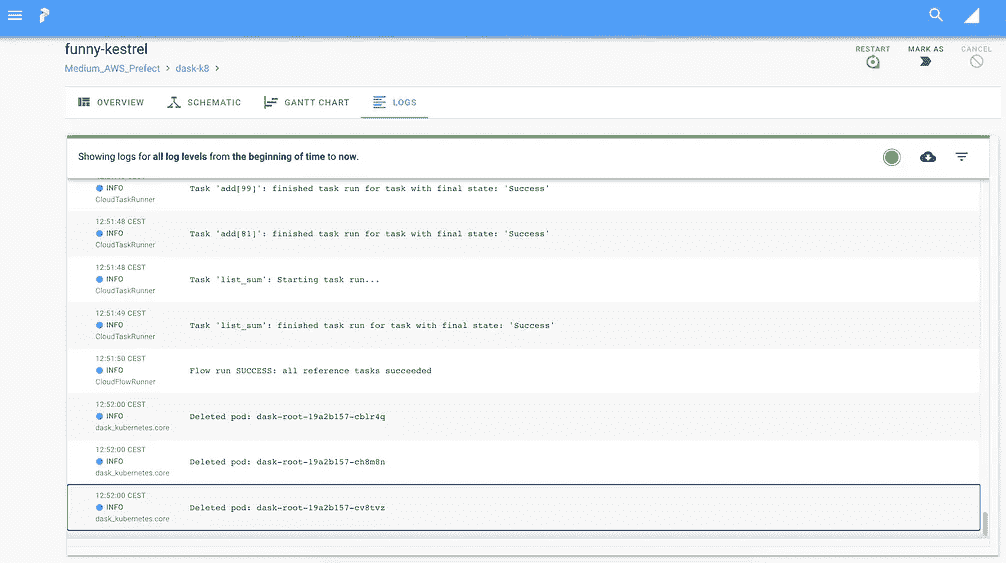 funny-kestrel
Medium_AWS_Prefect > dask-k8 >
RESTART MARK AS CANCEL
OVERVIEW SCHEMATIC GANTT CHART LOGS
Showing logs for all log levels from the beginning of time to now.
INFO Task 'add[99]': finished task run for task with final state: 'Success'
CloudTaskRunner
12:51:48 CEST
INFO Task 'add[81]': finished task run for task with final state: 'Success'
CloudTaskRunner
12:51:48 CEST
INFO Task 'list_sum': Starting task run...
CloudTaskRunner
12:51:49 CEST
INFO Task 'list_sum': finished task run for task with final state: 'Success'
CloudTaskRunner
12:51:50 CEST
INFO Flow run SUCCESS: all reference tasks succeeded
CloudFlowRunner
12:52:00 CEST
INFO Deleted pod: dask-root-19a2b157-cblr4q
dask_kubernetes.core
12:52:00 CEST
INFO Deleted pod: dask-root-19a2b157-ch8m8n
dask_kubernetes.core
12:52:00 CEST
INFO Deleted pod: dask-root-19a2b157-cv8tvz
dask_kubernetes.core